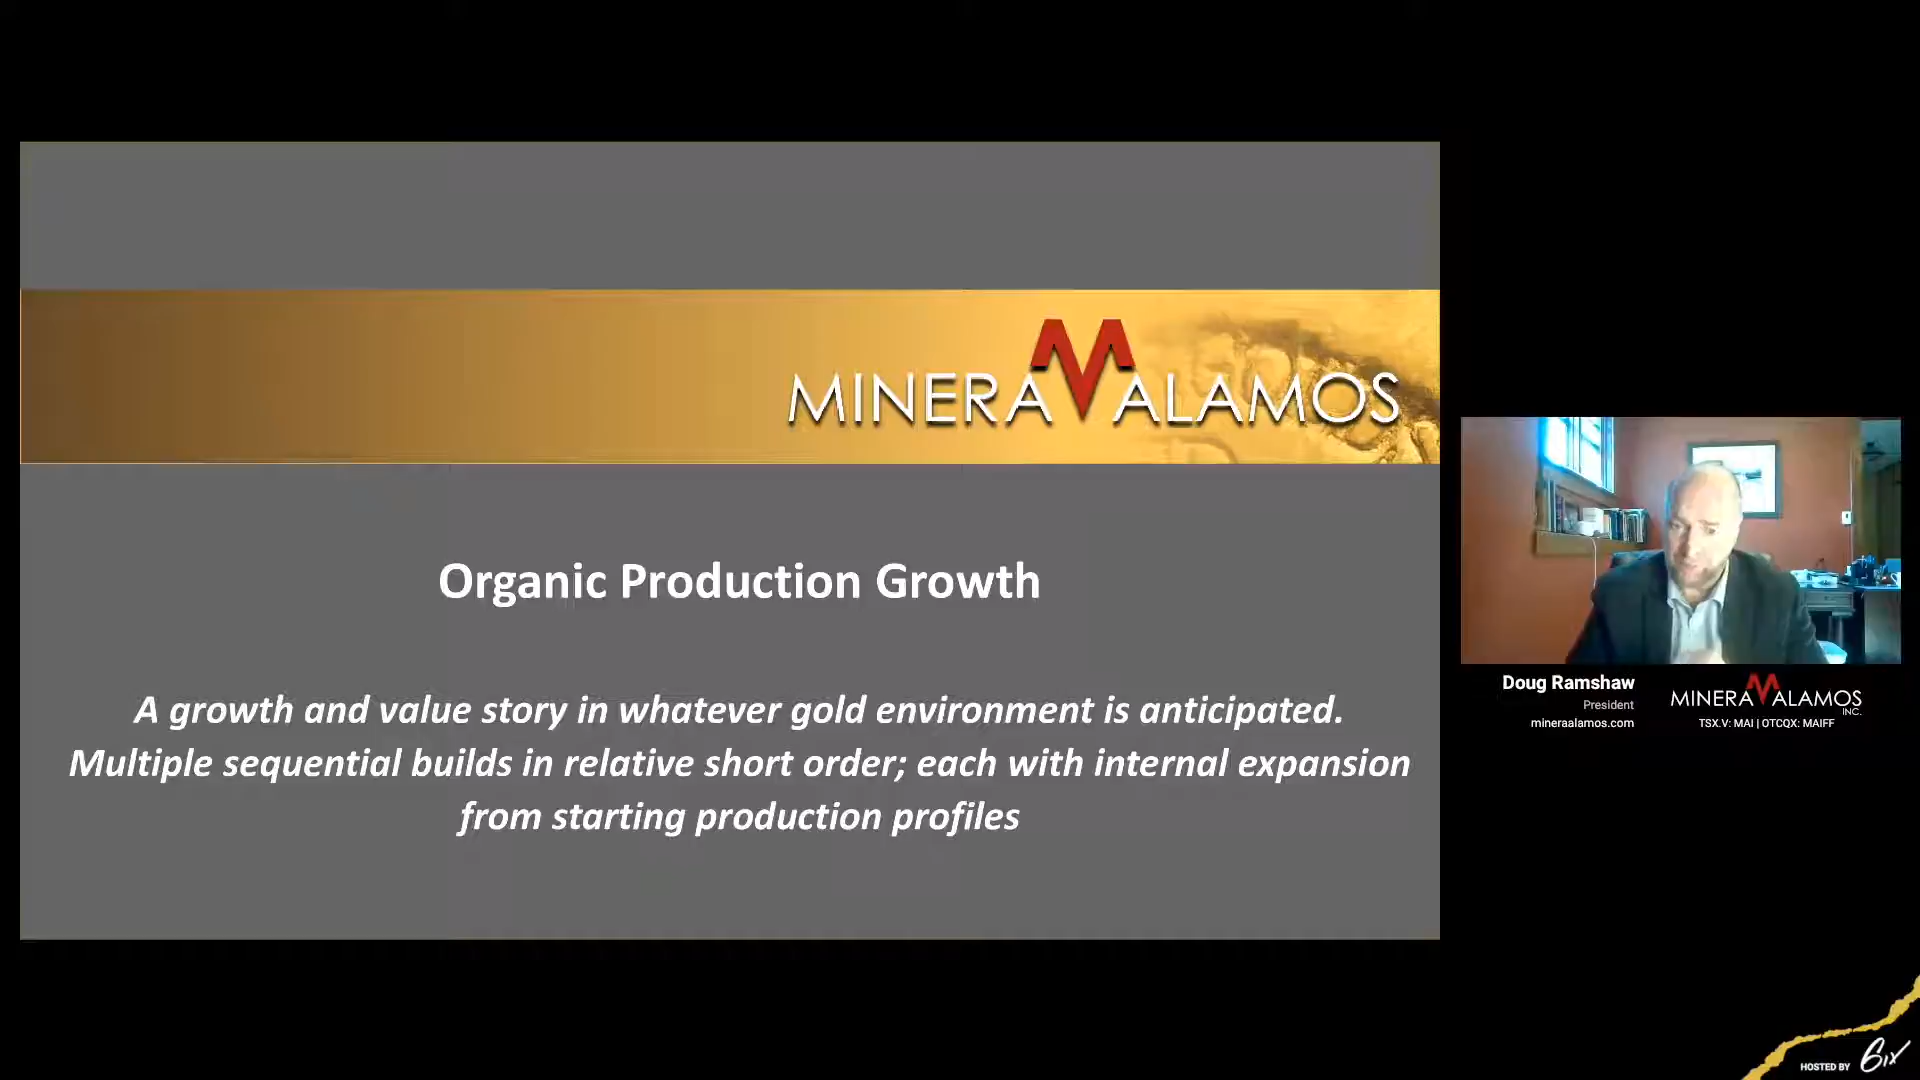 MINERA ALAMOS
Organic Production Growth
A growth and value story in whatever gold environment is anticipated.
Multiple sequential builds in relative short order; each with internal expansion
from starting production profiles
Doug Ramshaw
President
mineraalamos.com
MINERA ALAMOS
INC.
TSX.V: MAI | OTCQX: MAIFF
HOSTED BY 6ix